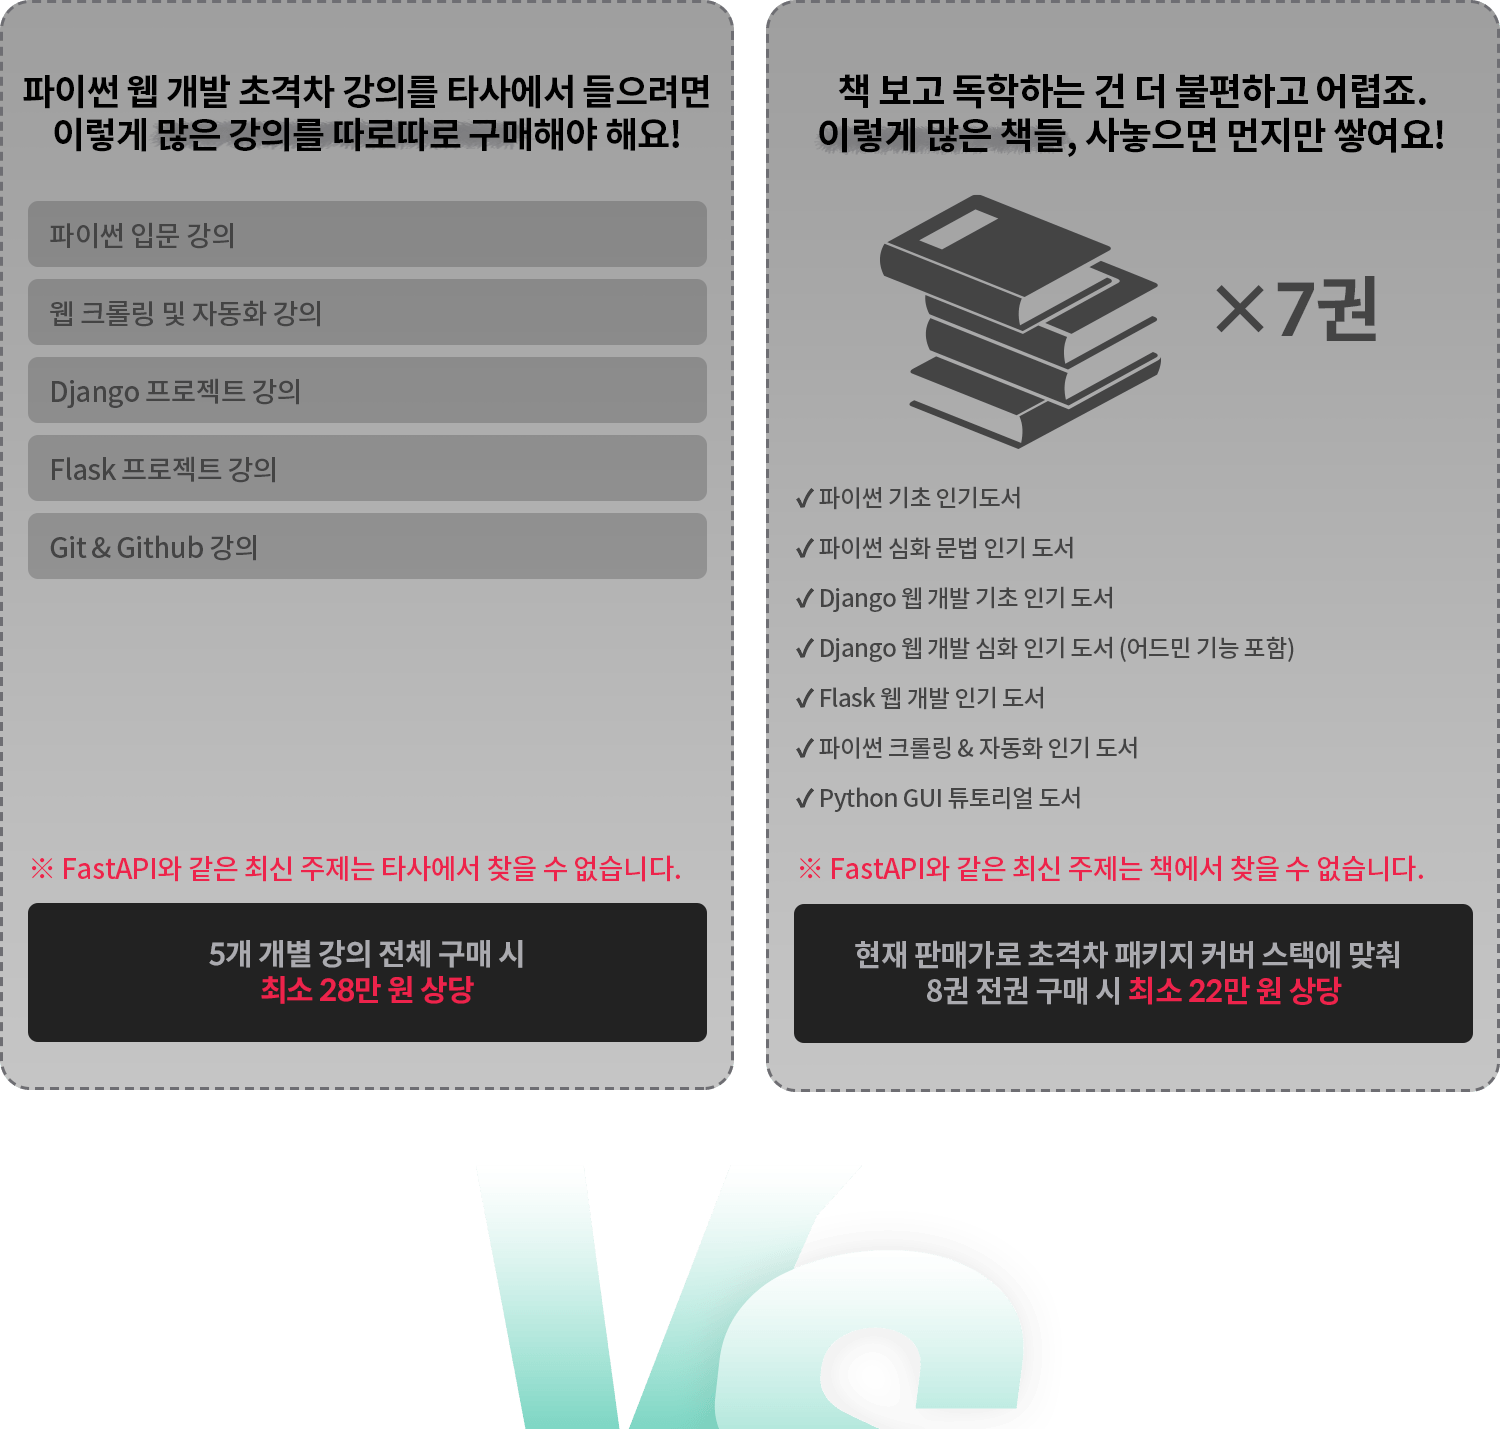 파이썬 웹 개발 초격차 강의를 타사에서 들으려면
이렇게 많은 강의를 따로따로 구매해야 해요!
파이썬 입문 강의
웹 크롤링 및 자동화 강의
Django 프로젝트 강의
Flask 프로젝트 강의
Git & Github 강의
※ FastAPI와 같은 최신 주제는 타사에서 찾을 수 없습니다.
5개 개별 강의 전체 구매 시
최소 28만 원 상당
책 보고 독학하는 건 더 불편하고 어렵죠.
이렇게 많은 책들, 사놓으면 먼지만 쌓여요!
×7권
✓ 파이썬 기초 인기도서
✓ 파이썬 심화 문법 인기 도서
✓ Django 웹 개발 기초 인기 도서
✓ Django 웹 개발 심화 인기 도서 (어드민 기능 포함)
✓ Flask 웹 개발 인기 도서
✓ 파이썬 크롤링 & 자동화 인기 도서
✓ Python GUI 튜토리얼 도서
※ FastAPI와 같은 최신 주제는 책에서 찾을 수 없습니다.
현재 판매가로 초격차 패키지 커버 스택에 맞춰
8권 전권 구매 시 최소 22만 원 상당
VS